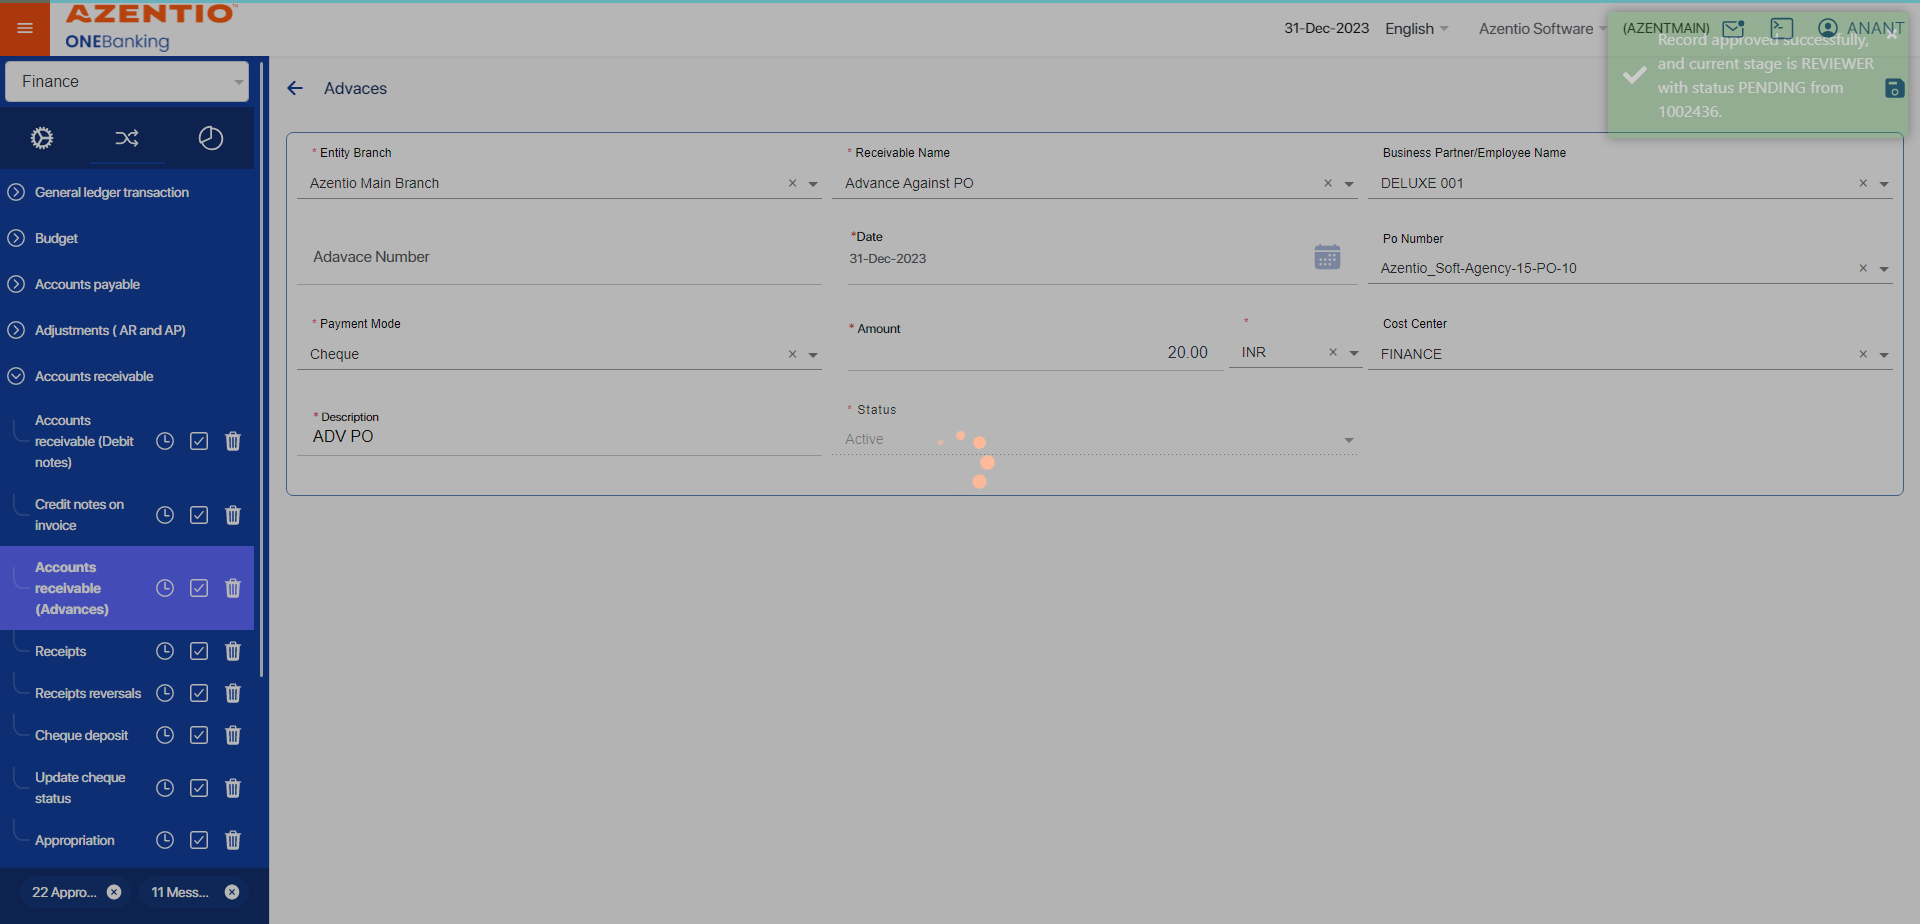 AZENTIO
ONEBanking
31-Dec-2023 English Azentio Software (AZENTMAIN) ANANT
Record approved successfully,
and current stage is REVIEWER
with status PENDING from
1002436.
Finance
Advaces
General ledger transaction
Budget
Accounts payable
Adjustments ( AR and AP)
Accounts receivable
Accounts
receivable (Debit
notes)
Credit notes on
invoice
Accounts
receivable
(Advances)
Receipts
Receipts reversals
Cheque deposit
Update cheque
status
Appropriation
22 Appro...
11 Mess...
* Entity Branch
Azentio Main Branch
* Receivable Name
Advance Against PO
Business Partner/Employee Name
DELUXE 001
Adavace Number
*Date
31-Dec-2023
Po Number
Azentio_Soft-Agency-15-PO-10
* Payment Mode
Cheque
* Amount
20.00
*
INR
Cost Center
FINANCE
* Description
ADV PO
* Status
Active